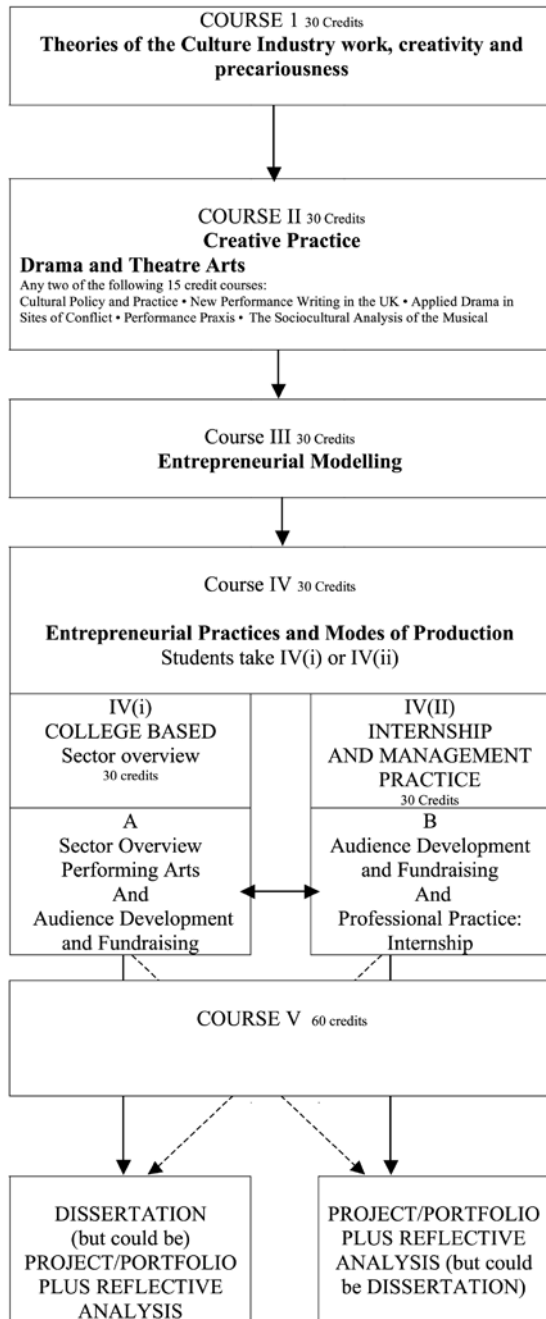 COURSE 1 30 Credits
Theories of the Culture Industry work, creativity and
precariousness
COURSE II 30 Credits
Creative Practice
Drama and Theatre Arts
Any two of the following 15 credit courses:
Cultural Policy and Practice • New Performance Writing in the UK • Applied Drama in
Sites of Conflict • Performance Praxis • The Sociocultural Analysis of the Musical
Course III 30 Credits
Entrepreneurial Modelling
Course IV 30 Credits
Entrepreneurial Practices and Modes of Production
Students take IV(i) or IV(ii)
IV(i)
COLLEGE BASED
Sector overview
30 credits
IV(II)
INTERNSHIP
AND MANAGEMENT
PRACTICE
30 Credits
A
Sector Overview
Performing Arts
And
Audience Development
and Fundraising
B
Audience Development
and Fundraising
And
Professional Practice:
Internship
COURSE V 60 credits
DISSERTATION
(but could be)
PROJECT/PORTFOLIO
PLUS REFLECTIVE
ANALYSIS
PROJECT/PORTFOLIO
PLUS REFLECTIVE
ANALYSIS (but could
be DISSERTATION)